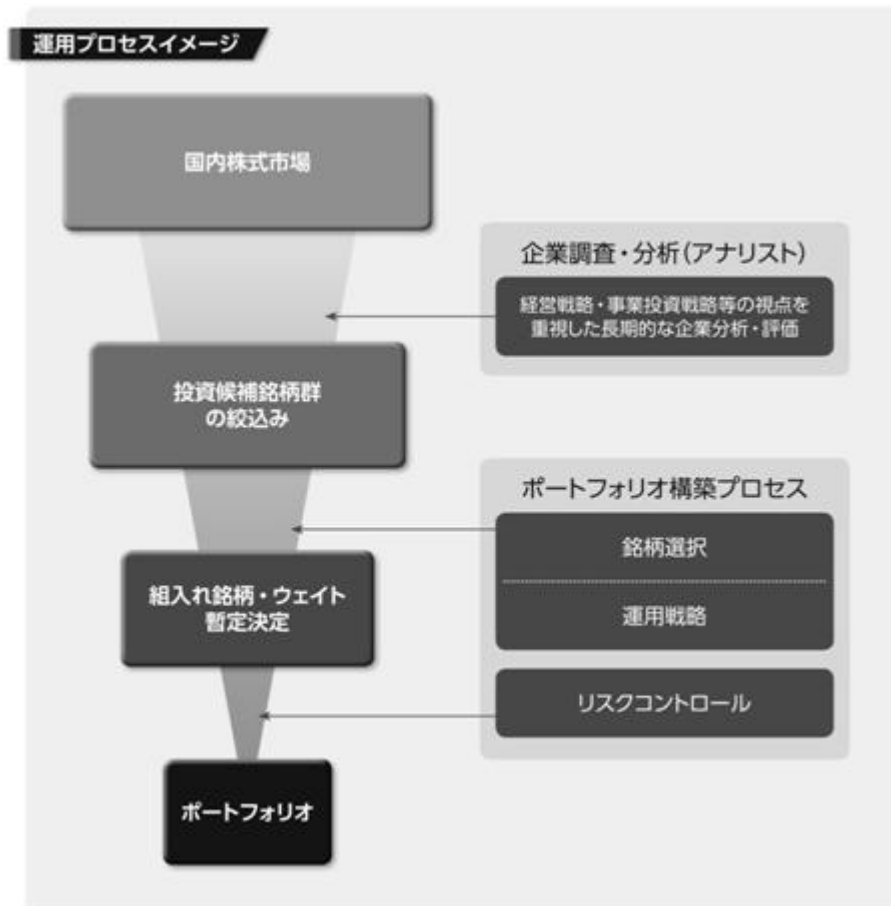 運用プロセスイメージ
国内株式市場
企業調査・分析(アナリスト)
経営戦略・事業投資戦略等の視点を
重視した長期的な企業分析・評価
投資候補銘柄群
の絞込み
ポートフォリオ構築プロセス
銘柄選択
運用戦略
組入れ銘柄・ウェイト
暫定決定
リスクコントロール
ポートフォリオ